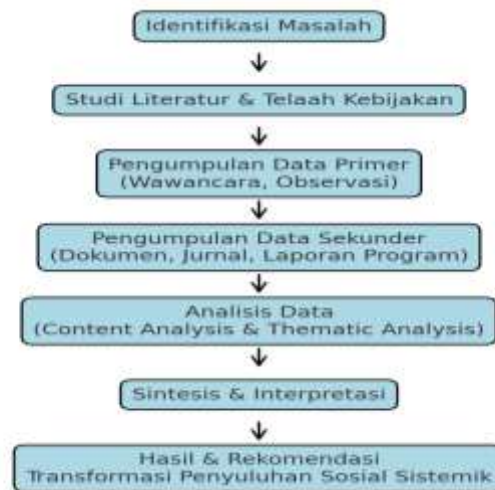 Identifikasi Masalah
Studi Literatur & Telaah Kebijakan
Pengumpulan Data Primer
(Wawancara, Observasi)
Pengumpulan Data Sekunder
(Dokumen, Jurnal, Laporan Program)
Analisis Data
(Content Analysis & Thematic Analysis)
Sintesis & Interpretasi
Hasil & Rekomendasi
Transformasi Penyuluhan Sosial Sistemik